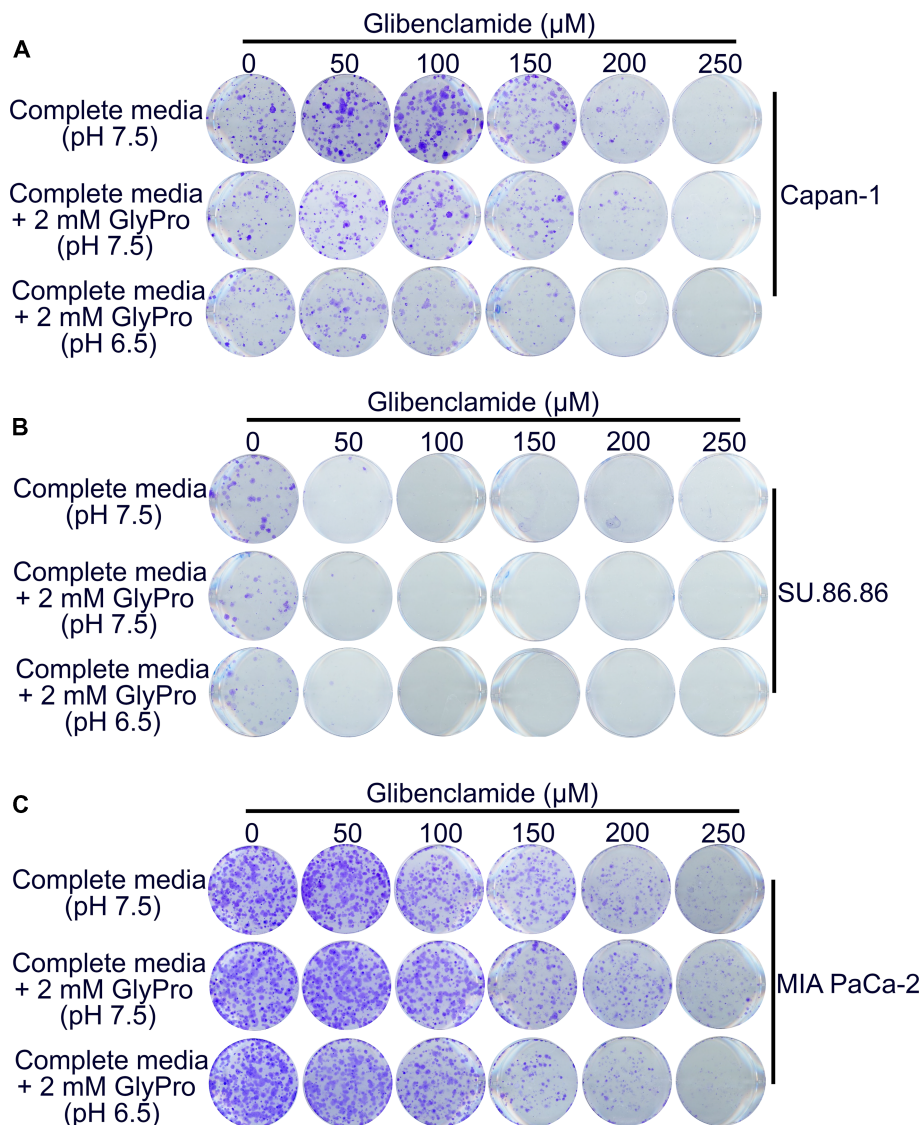 A
Glibenclamide (µM)
0 50 100 150 200 250
Complete media
(pH 7.5)
Complete media
+ 2 mM GlyPro
(pH 7.5)
Complete media
+ 2 mM GlyPro
(pH 6.5)
Capan-1
B
Glibenclamide (µM)
0 50 100 150 200 250
Complete media
(pH 7.5)
Complete media
+ 2 mM GlyPro
(pH 7.5)
Complete media
+ 2 mM GlyPro
(pH 6.5)
SU.86.86
C
Glibenclamide (µM)
0 50 100 150 200 250
Complete media
(pH 7.5)
Complete media
+ 2 mM GlyPro
(pH 7.5)
Complete media
+ 2 mM GlyPro
(pH 6.5)
MIA PaCa-2